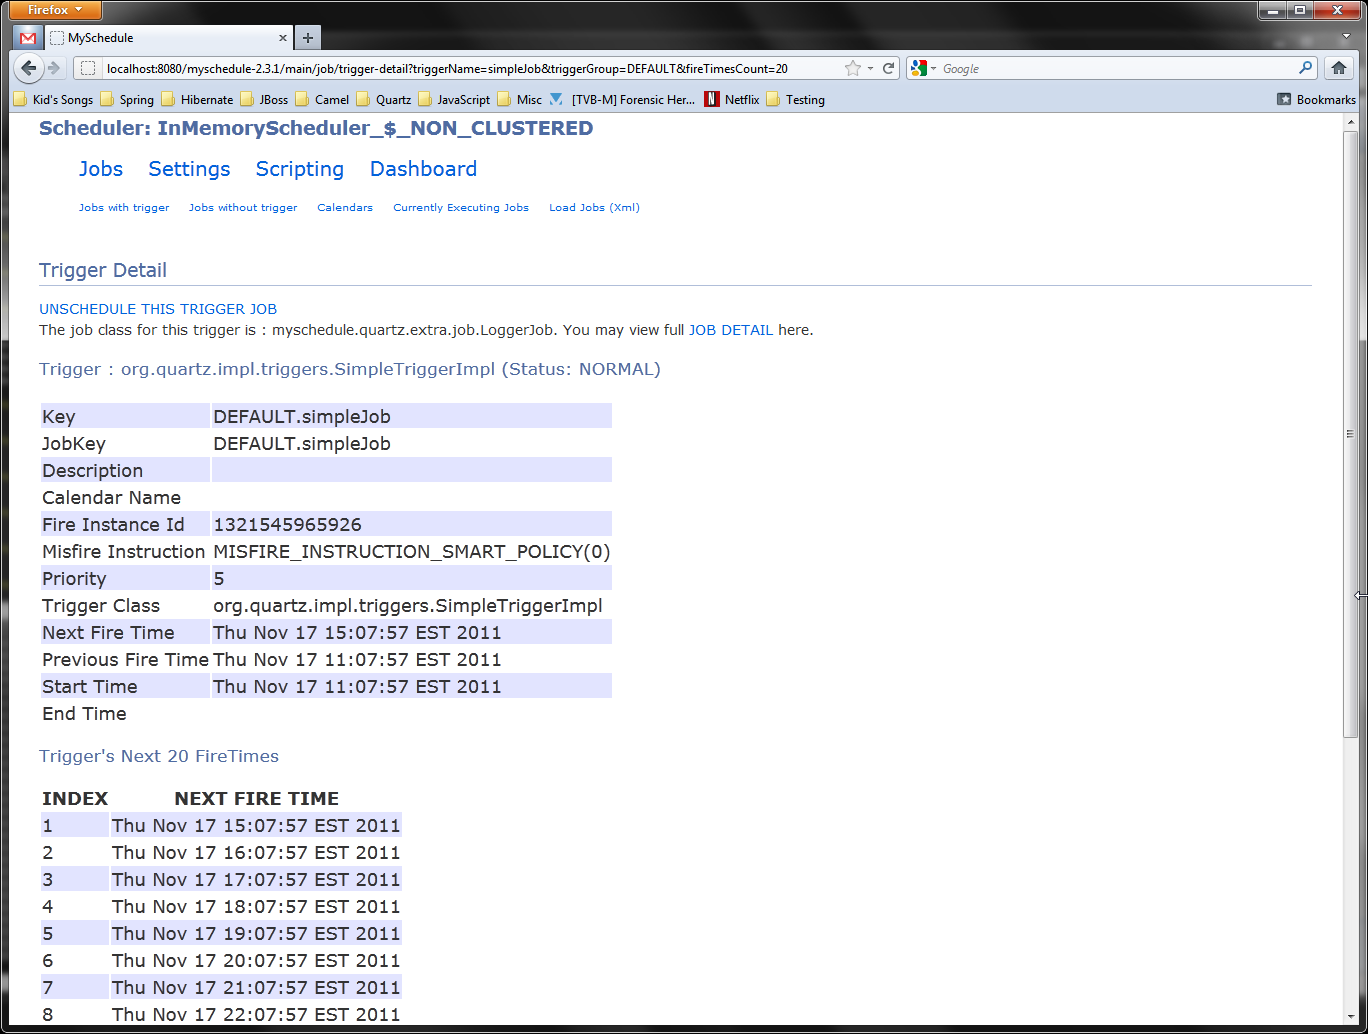 Firefox
MySchedule
localhost:8080/myschedule-2.3.1/main/job/trigger-detail?triggerName=simpleJob&triggerGroup=DEFAULT&fireTimesCount=20
Google
Kid's Songs Spring Hibernate JBoss Camel Quartz JavaScript Misc [TVB-M] Forensic Her... Netflix Testing Bookmarks
Scheduler: InMemoryScheduler_$_NON_CLUSTERED
Jobs Settings Scripting Dashboard
Jobs with trigger Jobs without trigger Calendars Currently Executing Jobs Load Jobs (Xml)
Trigger Detail
UNSCHEDULE THIS TRIGGER JOB
The job class for this trigger is : myschedule.quartz.extra.job.LoggerJob. You may view full JOB DETAIL here.
Trigger : org.quartz.impl.triggers.SimpleTriggerImpl (Status: NORMAL)
Key DEFAULT.simpleJob
JobKey DEFAULT.simpleJob
Description
Calendar Name
Fire Instance Id 1321545965926
Misfire Instruction MISFIRE_INSTRUCTION_SMART_POLICY(0)
Priority 5
Trigger Class org.quartz.impl.triggers.SimpleTriggerImpl
Next Fire Time Thu Nov 17 15:07:57 EST 2011
Previous Fire Time Thu Nov 17 11:07:57 EST 2011
Start Time Thu Nov 17 11:07:57 EST 2011
End Time
Trigger's Next 20 FireTimes
INDEX NEXT FIRE TIME
1 Thu Nov 17 15:07:57 EST 2011
2 Thu Nov 17 16:07:57 EST 2011
3 Thu Nov 17 17:07:57 EST 2011
4 Thu Nov 17 18:07:57 EST 2011
5 Thu Nov 17 19:07:57 EST 2011
6 Thu Nov 17 20:07:57 EST 2011
7 Thu Nov 17 21:07:57 EST 2011
8 Thu Nov 17 22:07:57 EST 2011